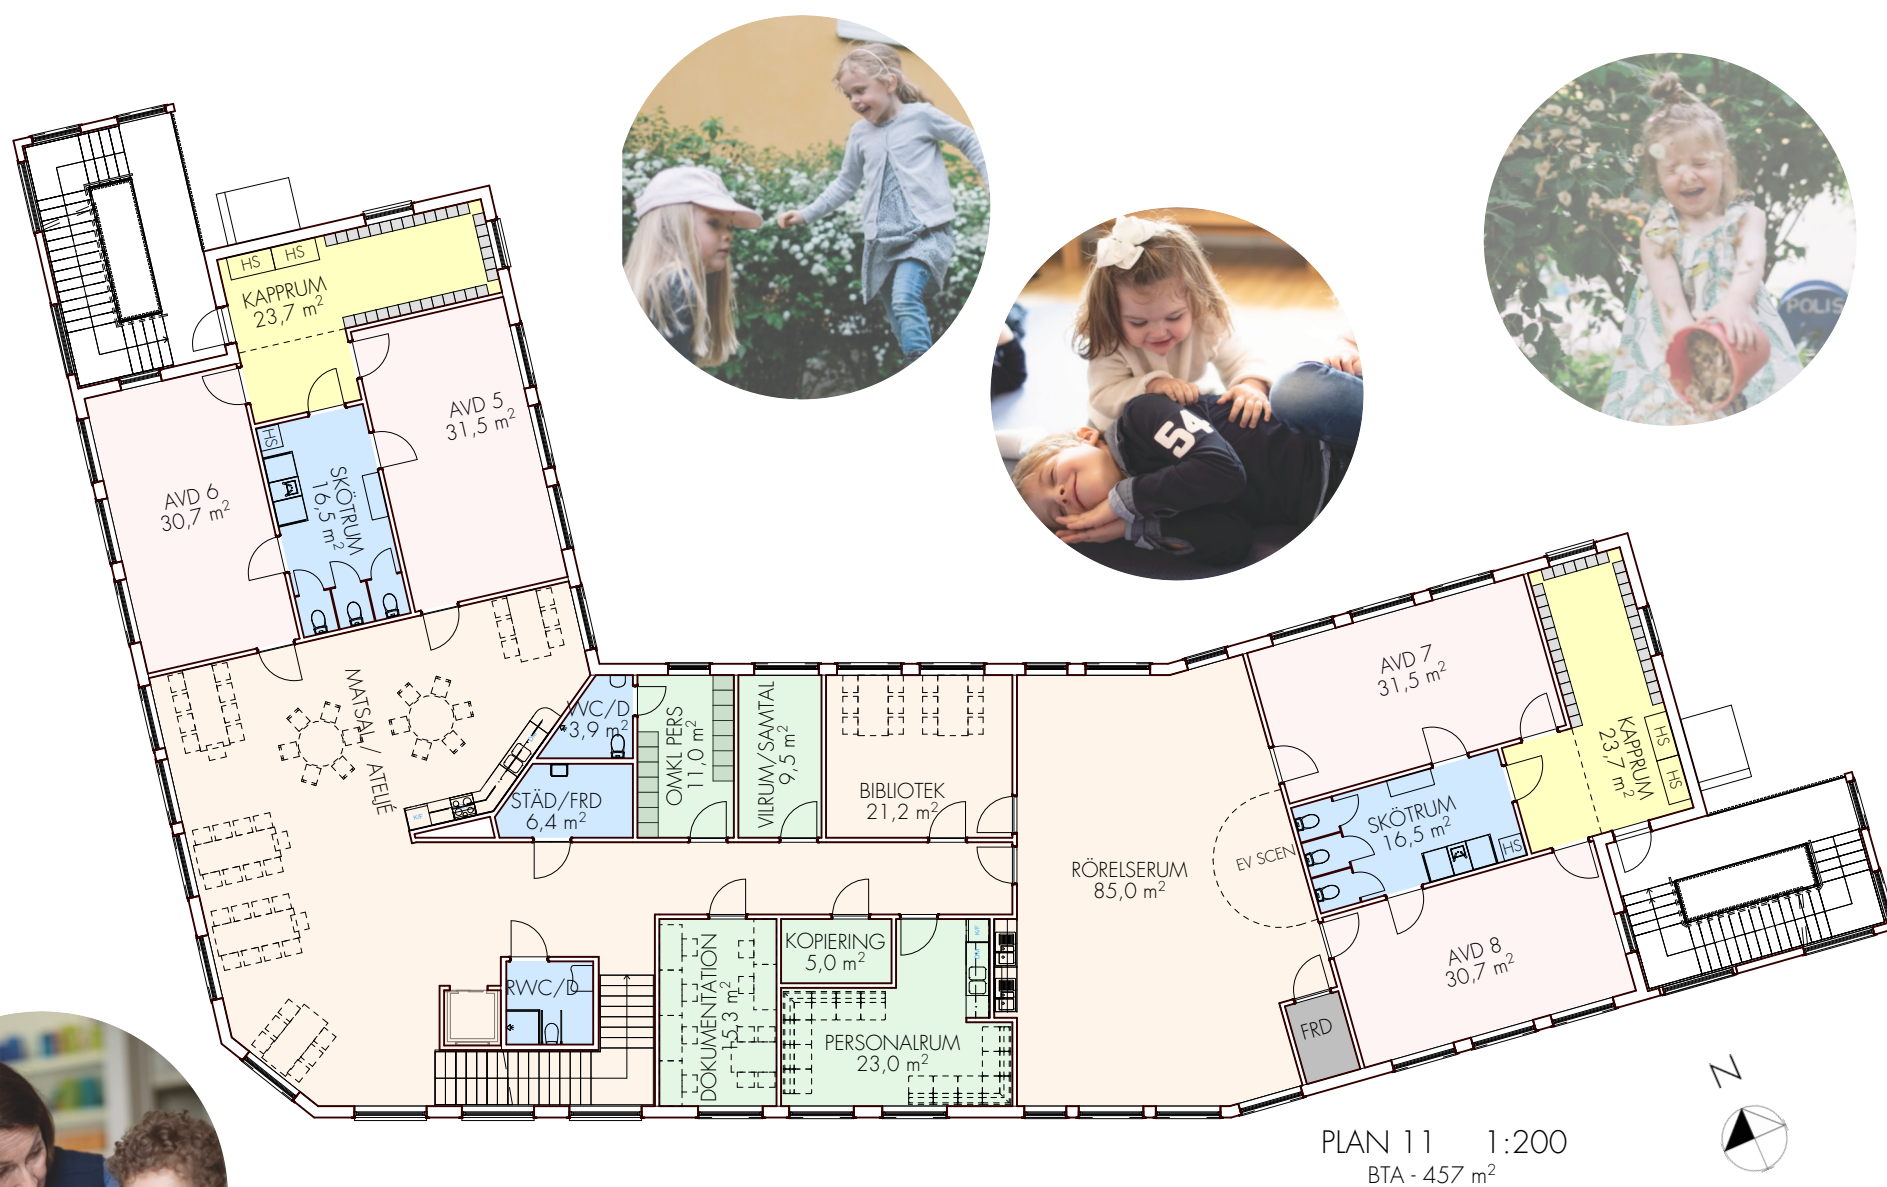 HS
HS
KAPPRUM
23,7 m²
AVD 5
31,5 m²
HS
AVD 6
30,7 m²
SKÖTRUM
16,5 m²
54
POLIS
MATSAL / ATELJÉ
WC/D
3,9 m²
OMKL PERS
11,0 m²
VILRUM/SAMTAL
9,5 m²
BIBLIOTEK
21,2 m²
STÄD/FRD
6,4 m²
K/F
RÖRELSERUM
85,0 m²
EV SCEN
AVD 7
31,5 m²
KAPPRUM
23,7 m²
HS
HS
SKÖTRUM
16,5 m²
HS
AVD 8
30,7 m²
FRD
RWC/D
DOKUMENTATION
15,3 m²
KOPIERING
5,0 m²
K/F
PERSONALRUM
23,0 m²
N
PLAN 11 1:200
BTA - 457 m²